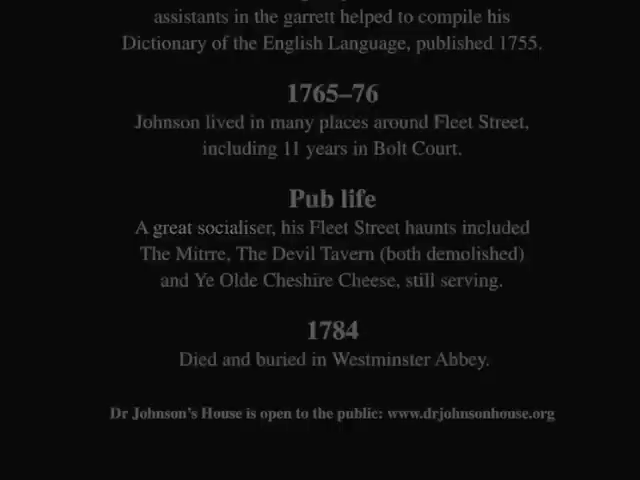 assistants in the garrett helped to compile his
Dictionary of the English Language, published 1755.
1765–76
Johnson lived in many places around Fleet Street,
including 11 years in Bolt Court.
Pub life
A great socialiser, his Fleet Street haunts included
The Mitrre, The Devil Tavern (both demolished)
and Ye Olde Cheshire Cheese, still serving.
1784
Died and buried in Westminster Abbey.
Dr Johnson's House is open to the public: www.drjohnsonhouse.org